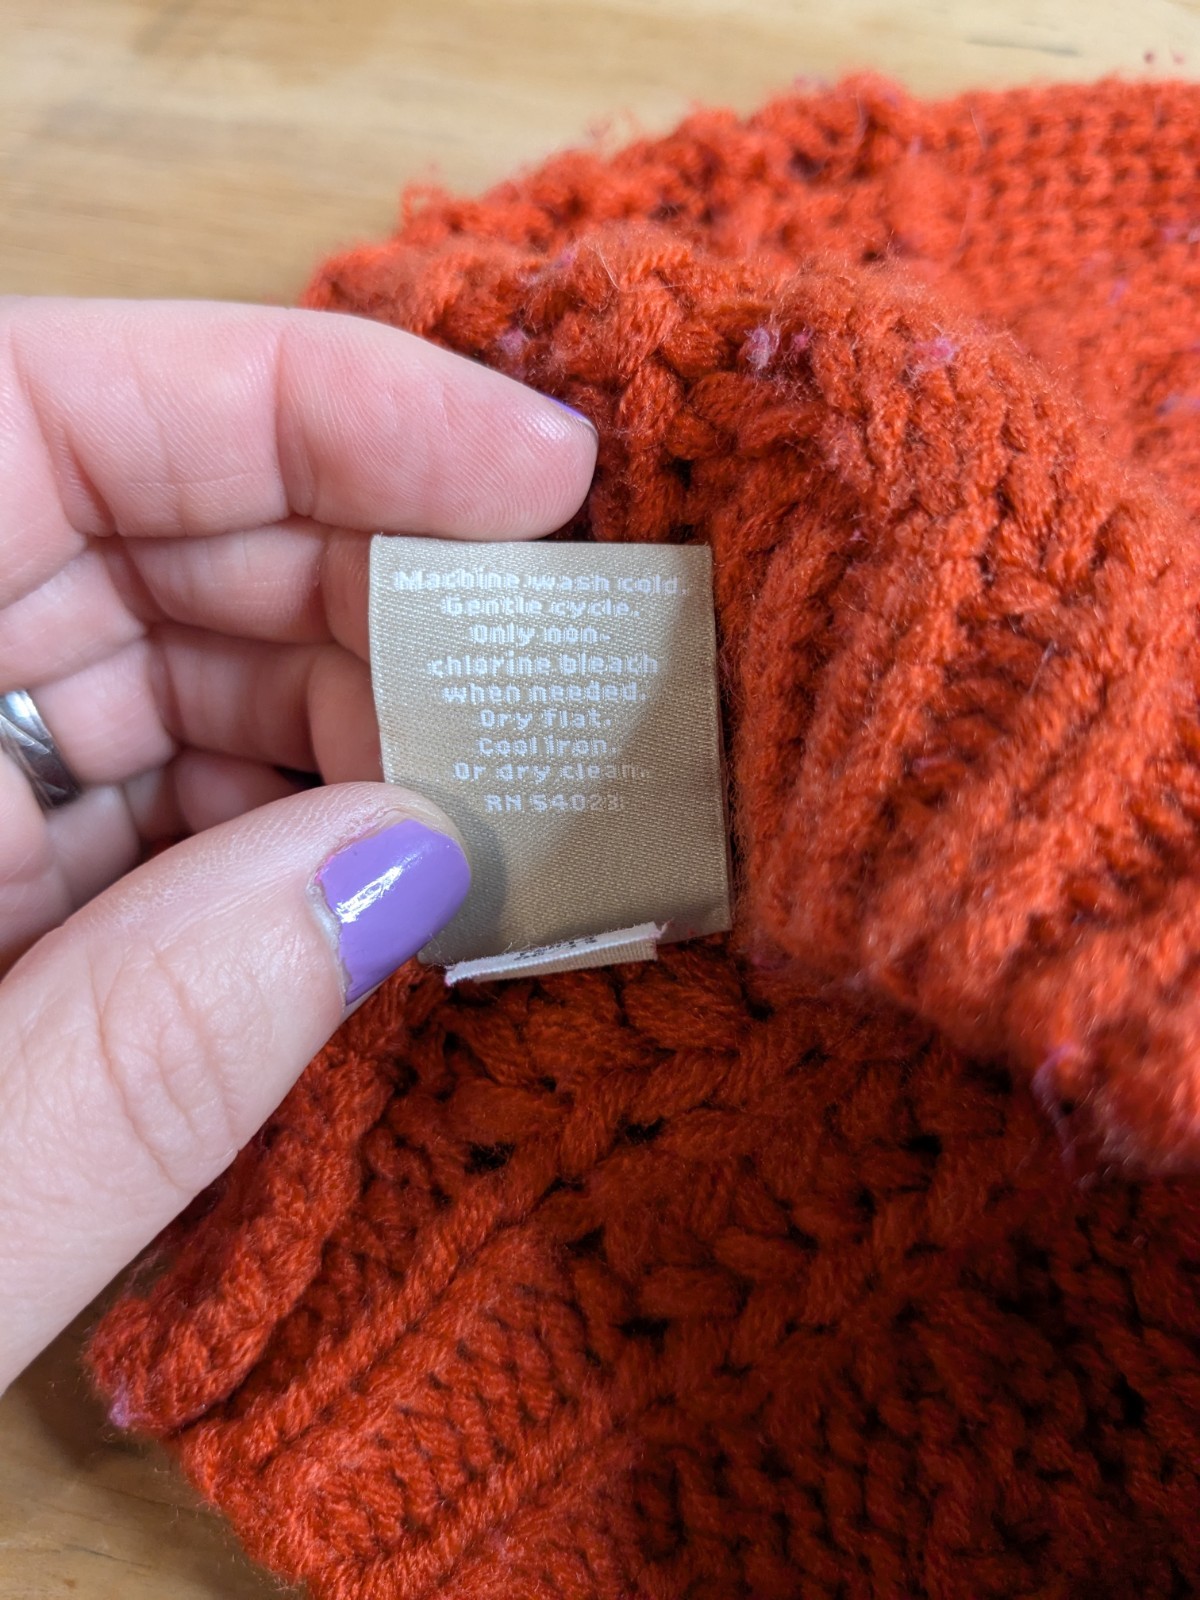 Machine wash cold.
Gentle cycle.
Only non-
chlorine bleach
when needed.
Dry flat.
Cool iron.
Or dry clean.
RN 54023